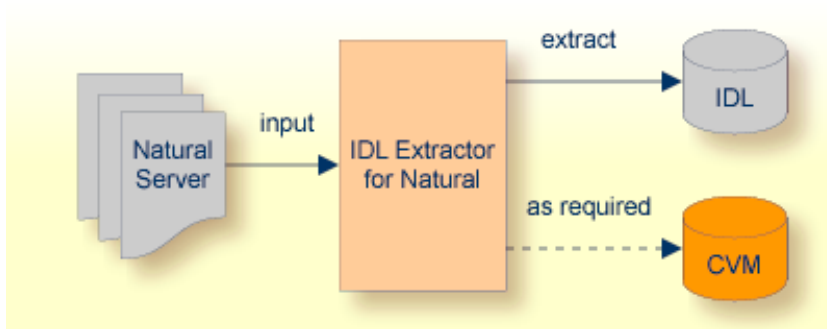 Natural
Server
input
IDL Extractor
for Natural
extract
IDL
as required
CVM